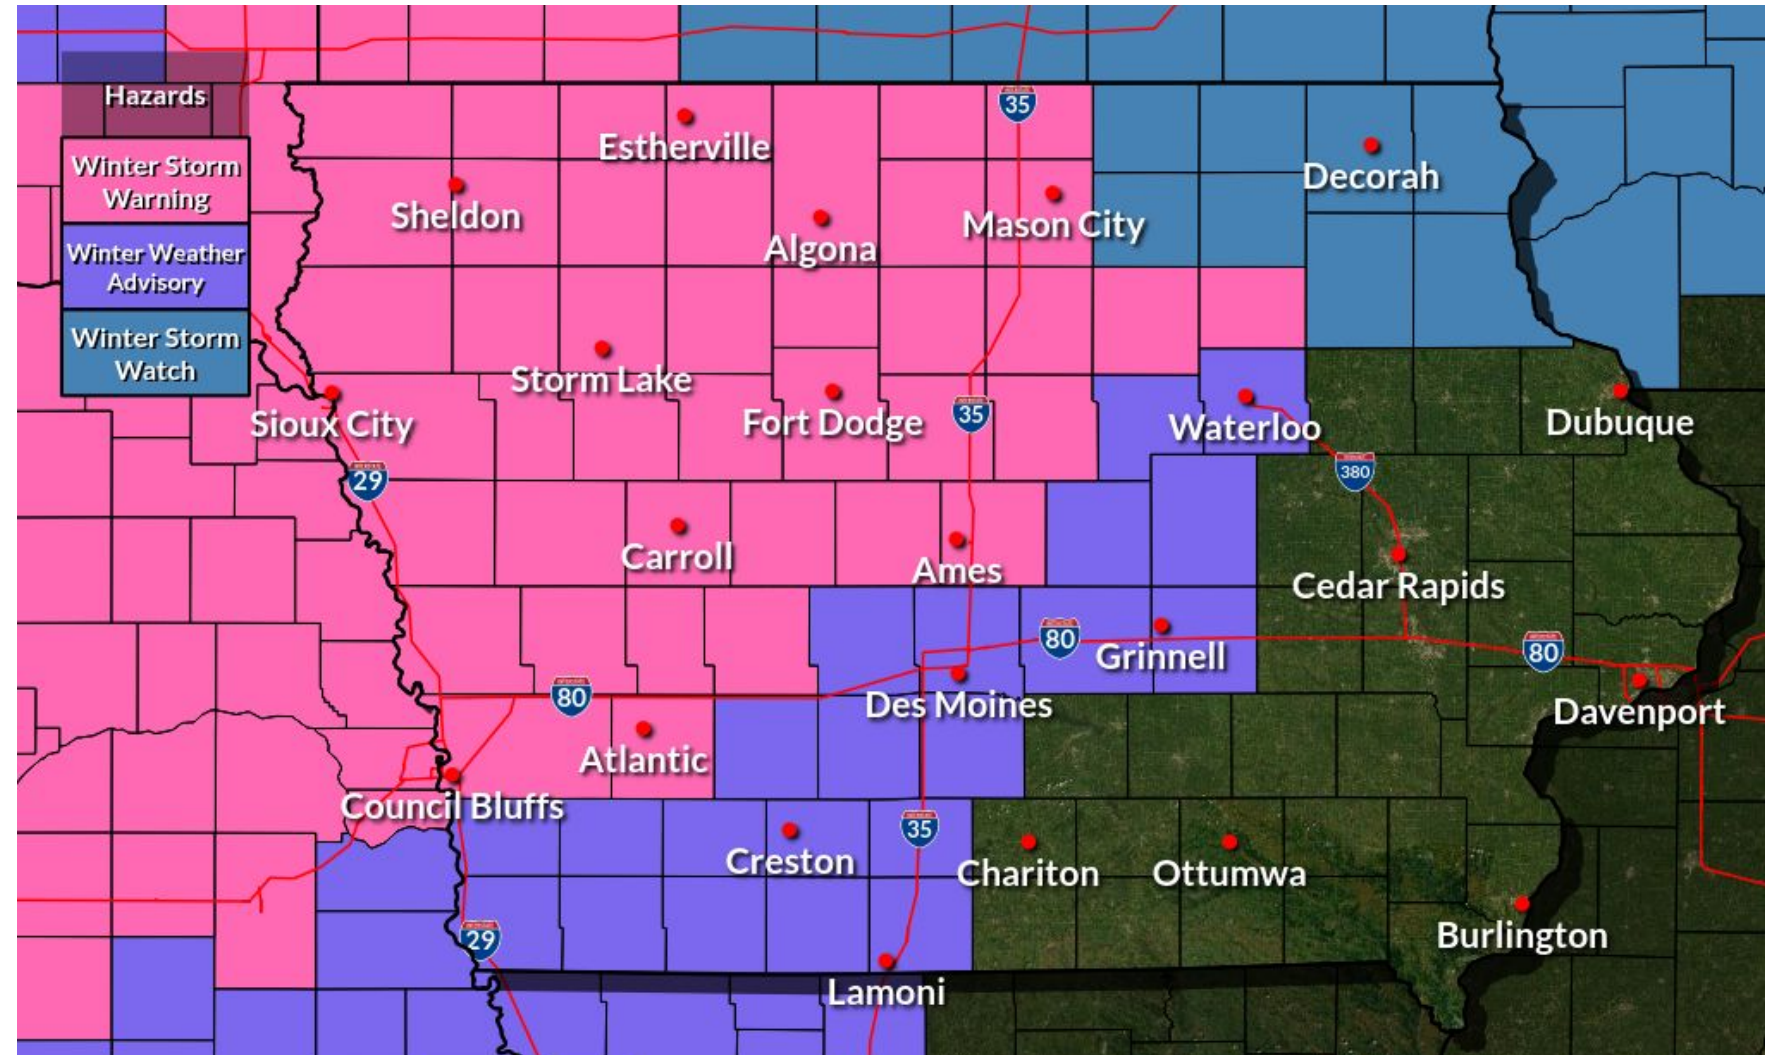 Hazards
Winter Storm
Warning
Winter Weather
Advisory
Winter Storm
Watch
35
Estherville
Decorah
Sheldon
Mason City
Algona
Storm Lake
Sioux City
Fort Dodge
35
Waterloo
Dubuque
29
380
Carroll
Ames
Cedar Rapids
80
Grinnell
80
80
Des Moines
Davenport
Atlantic
Council Bluffs
35
Creston
Chariton
Ottumwa
29
Burlington
Lamoni